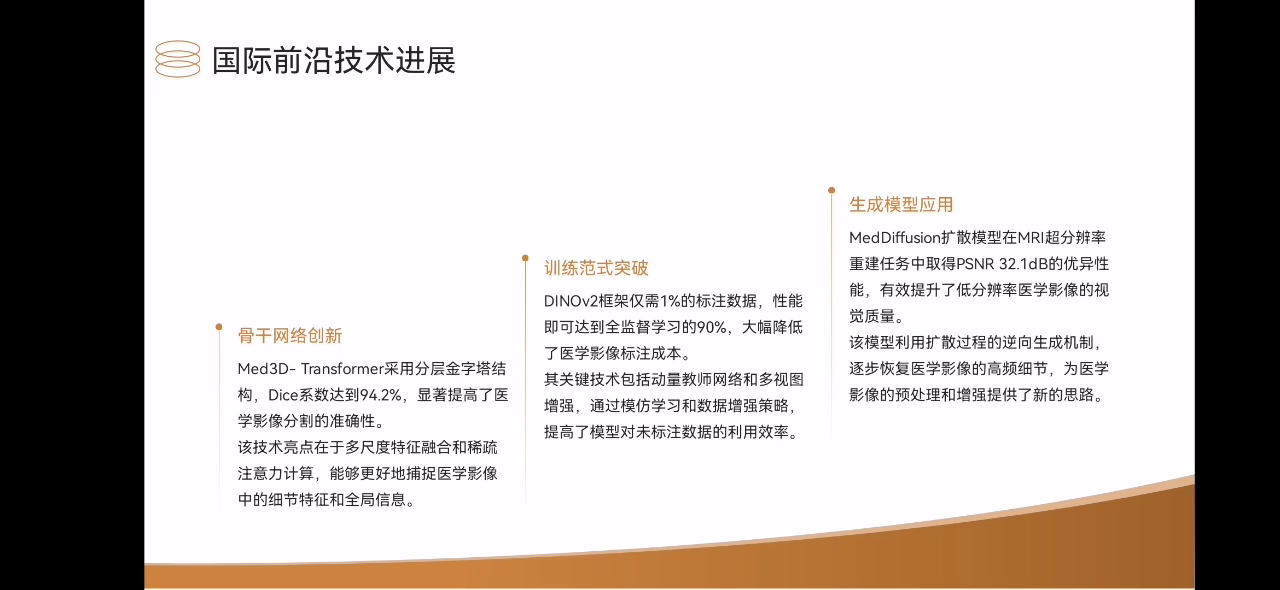 国际前沿技术进展
骨干网络创新
Med3D- Transformer采用分层金字塔结
构，Dice系数达到94.2%，显著提高了医
学影像分割的准确性。
该技术亮点在于多尺度特征融合和稀疏
注意力计算，能够更好地捕捉医学影像
中的细节特征和全局信息。
训练范式突破
DINOv2框架仅需1%的标注数据，性能
即可达到全监督学习的90%，大幅降低
了医学影像标注成本。
其关键技术包括动量教师网络和多视图
增强，通过模仿学习和数据增强策略，
提高了模型对未标注数据的利用效率。
生成模型应用
MedDiffusion扩散模型在MRI超分辨率
重建任务中取得PSNR 32.1dB的优异性
能，有效提升了低分辨率医学影像的视
觉质量。
该模型利用扩散过程的逆向生成机制，
逐步恢复医学影像的高频细节，为医学
影像的预处理和增强提供了新的思路。